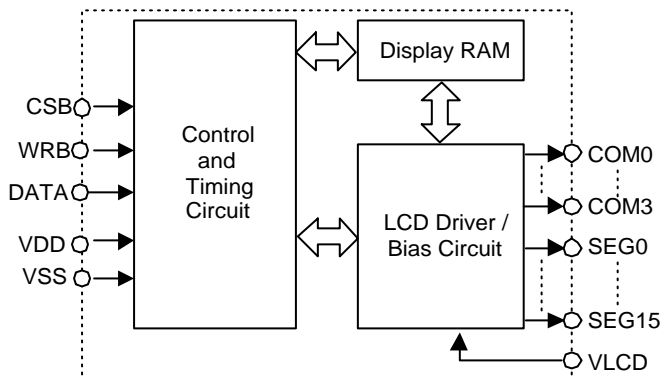 Display RAM
CSB
WRB
DATA
VDD
VSS
Control
and
Timing
Circuit
LCD Driver /
Bias Circuit
COM0
COM3
SEG0
SEG15
VLCD